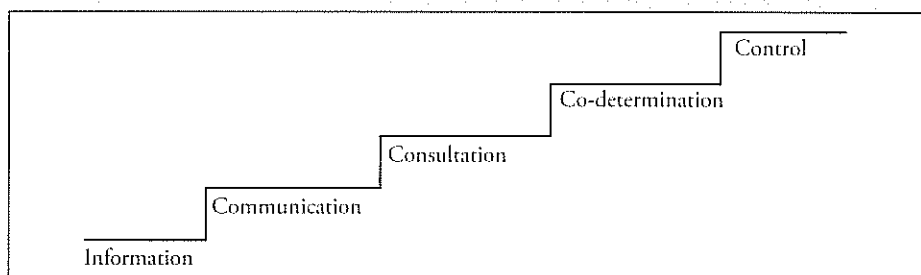 Control
Co-determination
Consultation
Communication
Information